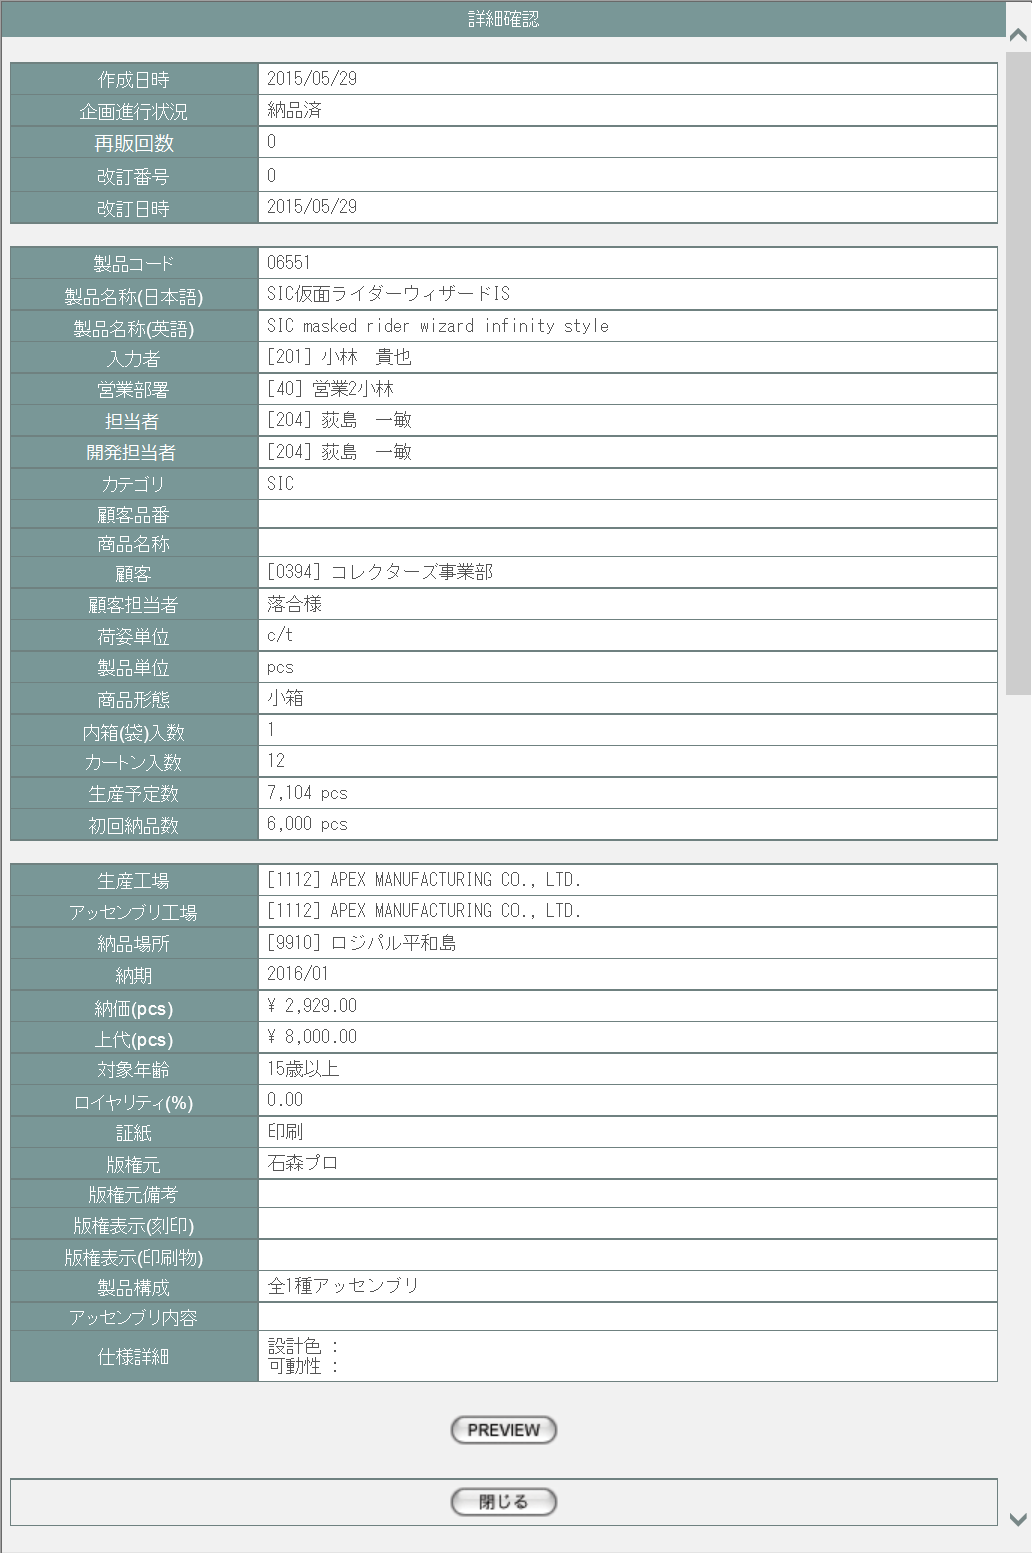 詳細確認
作成日時 2015/05/29
企画進行状況 納品済
再販回数 0
改訂番号 0
改訂日時 2015/05/29
製品コード 06551
製品名称(日本語) SIC仮面ライダーウィザードIS
製品名称(英語) SIC masked rider wizard infinity style
入力者 [201] 小林　貴也
営業部署 [40] 営業2小林
担当者 [204] 荻島　一敏
開発担当者 [204] 荻島　一敏
カテゴリ SIC
顧客品番
商品名称
顧客 [0394] コレクターズ事業部
顧客担当者 落合様
荷姿単位 c/t
製品単位 pcs
商品形態 小箱
内箱(袋)入数 1
カートン入数 12
生産予定数 7,104 pcs
初回納品数 6,000 pcs
生産工場 [1112] APEX MANUFACTURING CO., LTD.
アッセンブリ工場 [1112] APEX MANUFACTURING CO., LTD.
納品場所 [9910] ロジパル平和島
納期 2016/01
納価(pcs) ¥ 2,929.00
上代(pcs) ¥ 8,000.00
対象年齢 15歳以上
ロイヤリティ(%) 0.00
証紙 印刷
版権元 石森プロ
版権元備考
版権表示(刻印)
版権表示(印刷物)
製品構成 全1種アッセンブリ
アッセンブリ内容
仕様詳細 設計色 :
可動性 :
PREVIEW
閉じる